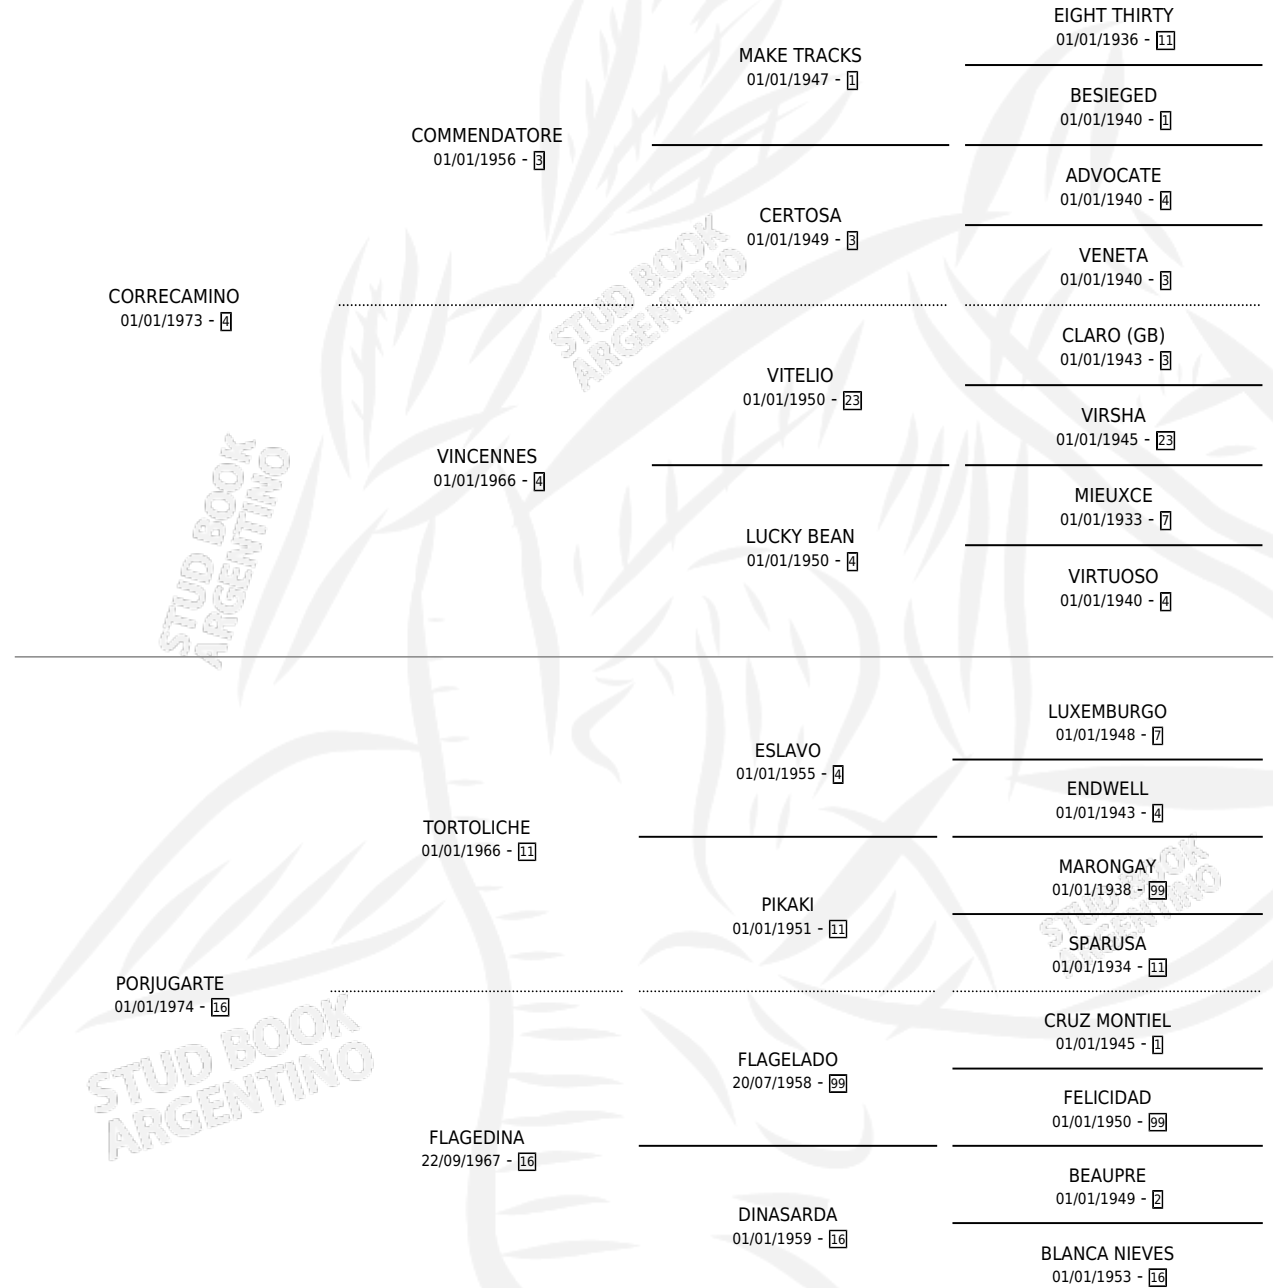 EIGHT THIRTY
01/01/1936 - 11
MAKE TRACKS
01/01/1947 - 1
BESIEGED
01/01/1940 - 1
COMMENDATORE
01/01/1956 - 3
ADVOCATE
01/01/1940 - 4
CERTOSA
01/01/1949 - 3
VENETA
01/01/1940 - 3
CORRECAMINO
01/01/1973 - 4
CLARO (GB)
01/01/1943 - 3
VITELIO
01/01/1950 - 23
VIRSHA
01/01/1945 - 23
VINCENNES
01/01/1966 - 4
MIEUXCE
01/01/1933 - 7
LUCKY BEAN
01/01/1950 - 4
VIRTUOSO
01/01/1940 - 4
LUXEMBURGO
01/01/1948 - 7
ESLAVO
01/01/1955 - 4
ENDWELL
01/01/1943 - 4
TORTOLICHE
01/01/1966 - 11
MARONGAY
01/01/1938 - 99
PIKAKI
01/01/1951 - 11
SPARUSA
01/01/1934 - 11
PORJUGARTE
01/01/1974 - 16
CRUZ MONTIEL
01/01/1945 - 1
FLAGELADO
20/07/1958 - 99
FELICIDAD
01/01/1950 - 99
FLAGEDINA
22/09/1967 - 16
BEAUPRE
01/01/1949 - 2
DINASARDA
01/01/1959 - 16
BLANCA NIEVES
01/01/1953 - 16
STUD BOOK
ARGENTINO
STUD BOOK
ARGENTINO
STUD BOOK
ARGENTINO
STUD BOOK
ARGENTINO